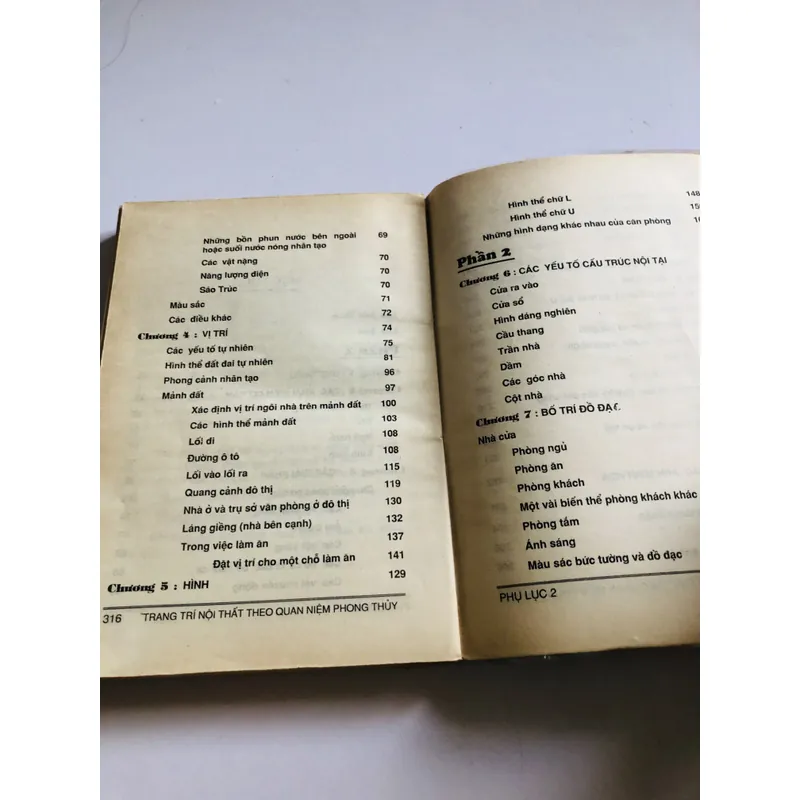 Những bồn phun nước bên ngoài
hoặc suối nước nóng nhân tạo 69
Các vật nặng 70
Năng lượng điện 70
Sáo Trúc 70
Màu sắc 71
Các điều khác 72
Chương 4 : VỊ TRÍ 74
Các yếu tố tự nhiên 75
Hình thể đất đai tự nhiên 81
Phong cảnh nhân tạo 96
Mảnh đất 97
Xác định vị trí ngôi nhà trên mảnh đất 100
Các hình thể mảnh đất 103
Lối đi 108
Đường ô tô 108
Lối vào lối ra 115
Quang cảnh đô thị 119
Nhà ở và trụ sở văn phòng ở đô thị 130
Láng giềng (nhà bên cạnh) 132
Trong việc làm ăn 137
Đặt vị trí cho một chỗ làm ăn 141
Chương 5 : HÌNH 129
316 TRANG TRÍ NỘI THẤT THEO QUAN NIỆM PHONG THỦY
Hình thể chữ L 148
Hình thể chữ U
Những hình dạng khác nhau của căn phòng
Phần 2
Chương 6 : CÁC YẾU TỐ CẤU TRÚC NỘI TẠI
Cửa ra vào
Cửa sổ
Hình dáng nghiên
Cầu thang
Trần nhà
Dầm
Các góc nhà
Cột nhà
Chương 7 : BỐ TRÍ ĐỒ ĐẠC
Nhà cửa
Phòng ngủ
Phòng ăn
Phòng khách
Một vài biến thể phòng khách khác
Phòng tắm
Ánh sáng
Màu sắc bức tường và đồ đạc
PHỤ LỤC 2